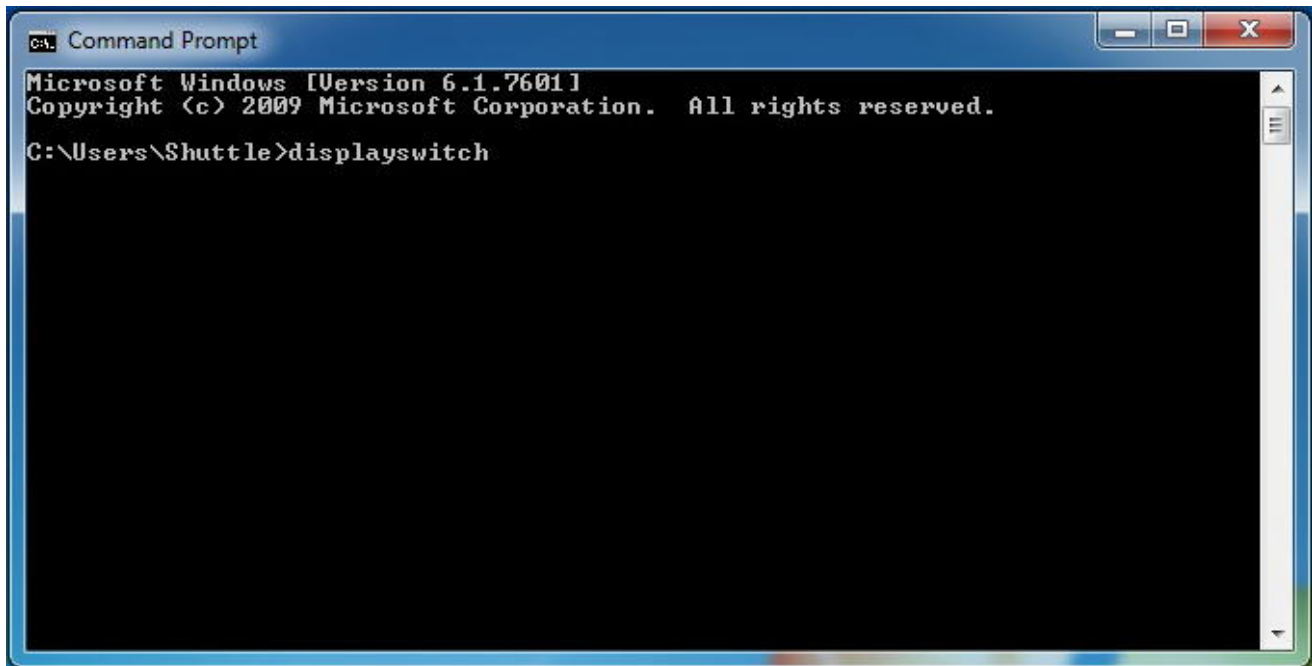 Command Prompt
Microsoft Windows [Version 6.1.7601]
Copyright (c) 2009 Microsoft Corporation.  All rights reserved.
C:\Users\Shuttle>displayswitch